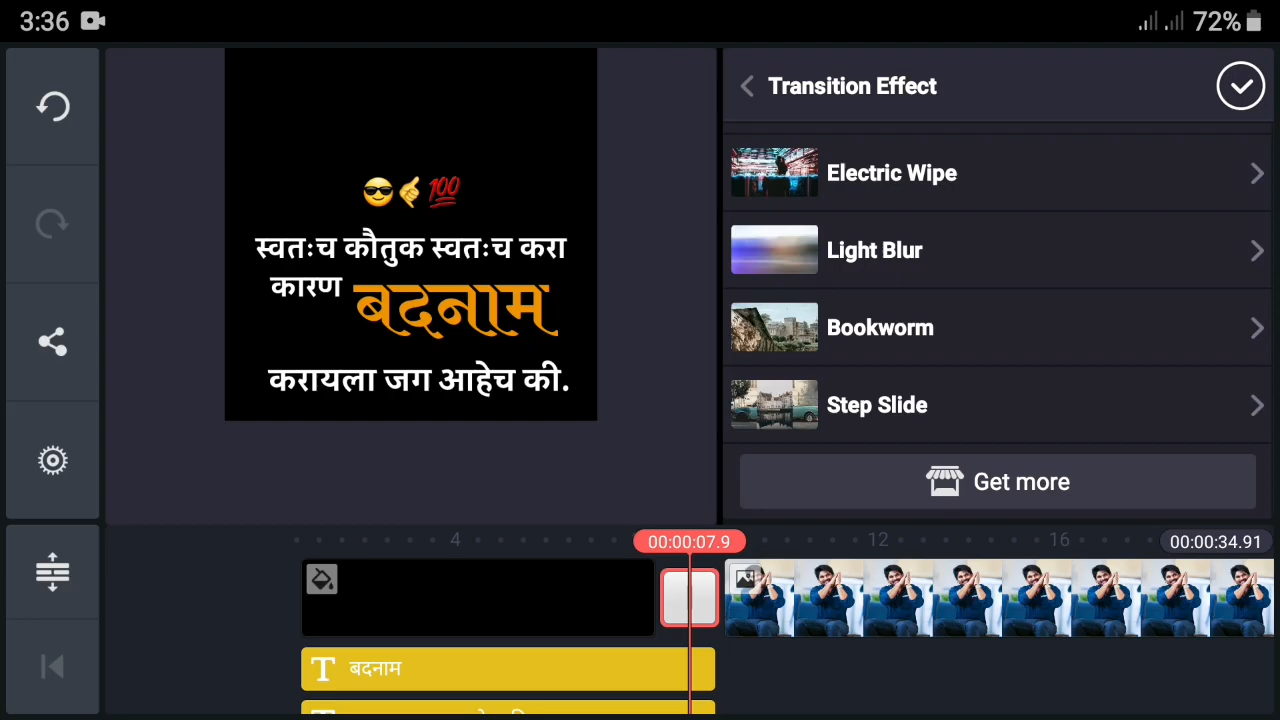 3:36
72%
Transition Effect
😎🤙💯
स्वतःच कौतुक स्वतःच करा
कारण बदनाम
करायला जग आहेच की.
Electric Wipe
Light Blur
Bookworm
Step Slide
Get more
4
00:00:07.9
12
16
00:00:34.91
T बदनाम